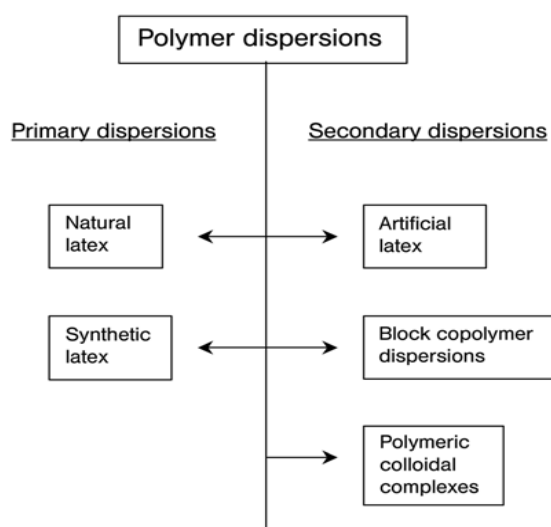 Polymer dispersions
Primary dispersions
Secondary dispersions
Natural
latex
Artificial
latex
Synthetic
latex
Block copolymer
dispersions
Polymeric
colloidal
complexes